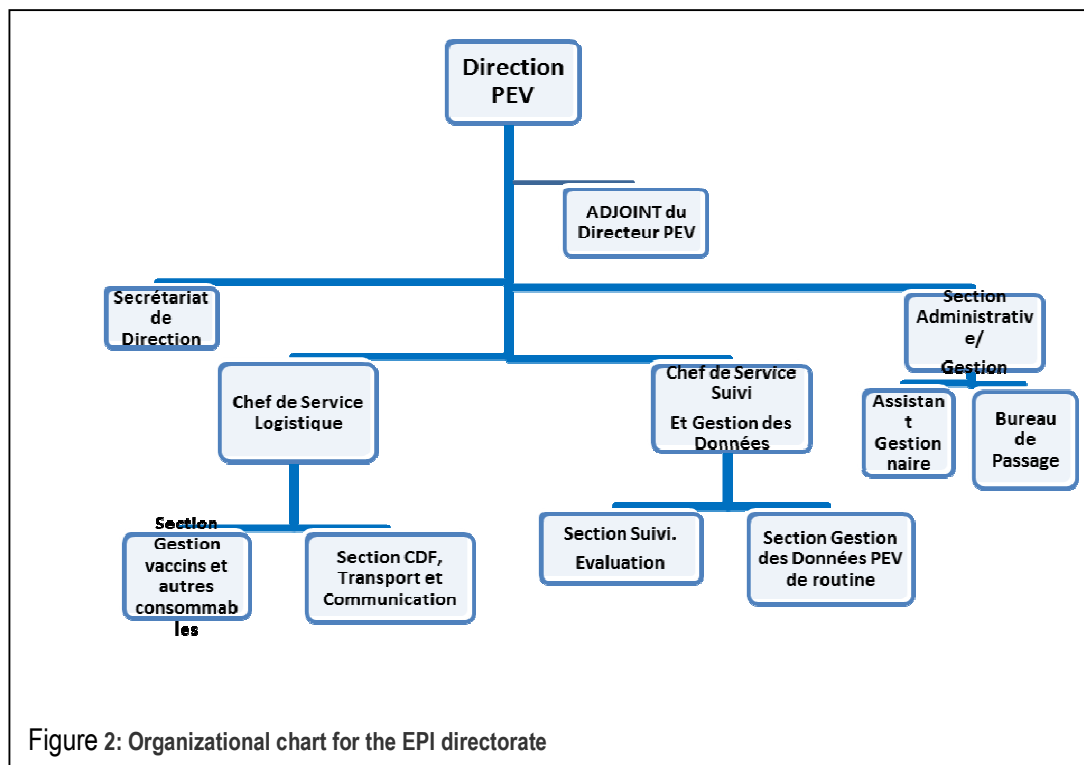 Direction
PEV
ADJOINT du
Directeur PEV
Secrétariat
de
Direction
Section
Administrativ
e/
Gestion
Chef de Service
Logistique
Chef de Service
Suivi
Et Gestion des
Données
Assistan
t
Gestion
naire
Bureau
de
Passage
Section
Gestion
vaccins et
autres
consommab
les
Section CDF,
Transport et
Communication
Section Suivi.
Evaluation
Section Gestion
des Données PEV
de routine
Figure 2: Organizational chart for the EPI directorate